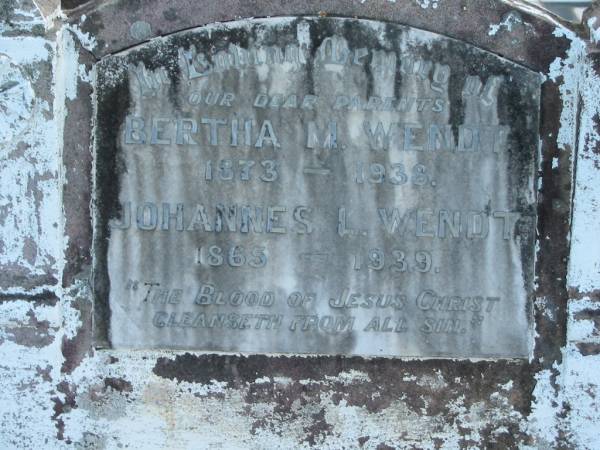 In Loving Memory of
OUR DEAR PARENTS
BERTHA M. WENDT
1873 — 1938.
JOHANNES L. WENDT
1865 — 1939.
"THE BLOOD OF JESUS CHRIST
CLEANSETH FROM ALL SIN."